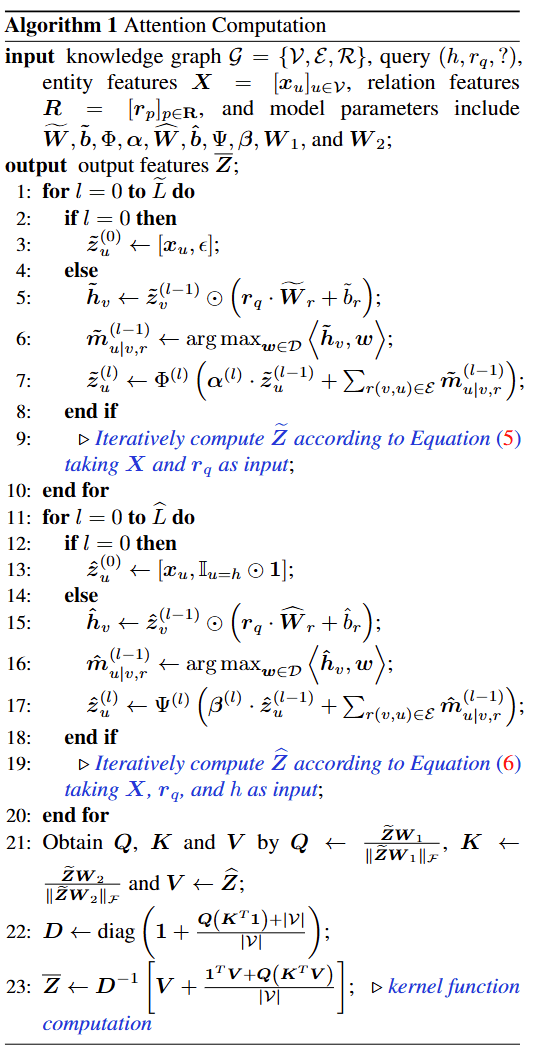 Algorithm 1 Attention Computation
input knowledge graph $\mathcal{G} = \{\mathcal{V}, \mathcal{E}, \mathcal{R}\}$, query $(h, r_q, ?)$,
entity features $\boldsymbol{X} = [\boldsymbol{x}_u]_{u \in \mathcal{V}}$, relation features
$\boldsymbol{R} = [\boldsymbol{r}_p]_{p \in \mathbf{R}}$, and model parameters include
$\widetilde{\boldsymbol{W}}, \tilde{\boldsymbol{b}}, \Phi, \boldsymbol{\alpha}, \widehat{\boldsymbol{W}}, \hat{\boldsymbol{b}}, \Psi, \boldsymbol{\beta}, \boldsymbol{W}_1$, and $\boldsymbol{W}_2$;
output output features $\overline{\boldsymbol{Z}}$;
1: for $l = 0$ to $\widetilde{L}$ do
2: if $l = 0$ then
3: $\tilde{\boldsymbol{z}}_u^{(0)} \leftarrow [\boldsymbol{x}_u, \boldsymbol{\epsilon}]$;
4: else
5: $\tilde{\boldsymbol{h}}_v \leftarrow \tilde{\boldsymbol{z}}_v^{(l-1)} \odot \left(\boldsymbol{r}_q \cdot \widetilde{\boldsymbol{W}}_r + \tilde{b}_r\right)$;
6: $\tilde{\boldsymbol{m}}_{u|v,r}^{(l-1)} \leftarrow \arg\max_{\boldsymbol{w} \in \mathcal{D}} \left\langle \tilde{\boldsymbol{h}}_v, \boldsymbol{w} \right\rangle$;
7: $\tilde{\boldsymbol{z}}_u^{(l)} \leftarrow \Phi^{(l)} \left(\boldsymbol{\alpha}^{(l)} \cdot \tilde{\boldsymbol{z}}_u^{(l-1)} + \sum_{r(v,u) \in \mathcal{E}} \tilde{\boldsymbol{m}}_{u|v,r}^{(l-1)}\right)$;
8: end if
9: ▷ Iteratively compute $\widetilde{\boldsymbol{Z}}$ according to Equation (5)
taking $\boldsymbol{X}$ and $\boldsymbol{r}_q$ as input;
10: end for
11: for $l = 0$ to $\widehat{L}$ do
12: if $l = 0$ then
13: $\hat{\boldsymbol{z}}_u^{(0)} \leftarrow [\boldsymbol{x}_u, \mathbb{I}_{u=h} \odot \mathbf{1}]$;
14: else
15: $\hat{\boldsymbol{h}}_v \leftarrow \hat{\boldsymbol{z}}_v^{(l-1)} \odot \left(\boldsymbol{r}_q \cdot \widehat{\boldsymbol{W}}_r + \hat{b}_r\right)$;
16: $\hat{\boldsymbol{m}}_{u|v,r}^{(l-1)} \leftarrow \arg\max_{\boldsymbol{w} \in \mathcal{D}} \left\langle \hat{\boldsymbol{h}}_v, \boldsymbol{w} \right\rangle$;
17: $\hat{\boldsymbol{z}}_u^{(l)} \leftarrow \Psi^{(l)} \left(\boldsymbol{\beta}^{(l)} \cdot \hat{\boldsymbol{z}}_u^{(l-1)} + \sum_{r(v,u) \in \mathcal{E}} \hat{\boldsymbol{m}}_{u|v,r}^{(l-1)}\right)$;
18: end if
19: ▷ Iteratively compute $\widehat{\boldsymbol{Z}}$ according to Equation (6)
taking $\boldsymbol{X}$, $\boldsymbol{r}_q$, and $h$ as input;
20: end for
21: Obtain $\boldsymbol{Q}$, $\boldsymbol{K}$ and $\boldsymbol{V}$ by $\boldsymbol{Q} \leftarrow \frac{\widetilde{\boldsymbol{Z}} \boldsymbol{W}_1}{\|\widetilde{\boldsymbol{Z}} \boldsymbol{W}_1\|_{\mathcal{F}}}$, $\boldsymbol{K} \leftarrow$
$\frac{\widetilde{\boldsymbol{Z}} \boldsymbol{W}_2}{\|\widetilde{\boldsymbol{Z}} \boldsymbol{W}_2\|_{\mathcal{F}}}$ and $\boldsymbol{V} \leftarrow \widehat{\boldsymbol{Z}}$;
22: $\boldsymbol{D} \leftarrow \text{diag}\left(\mathbf{1} + \frac{\boldsymbol{Q}(\boldsymbol{K}^T \mathbf{1}) + |\mathcal{V}|}{|\mathcal{V}|}\right)$;
23: $\overline{\boldsymbol{Z}} \leftarrow \boldsymbol{D}^{-1} \left[\boldsymbol{V} + \frac{\mathbf{1}^T \boldsymbol{V} + \boldsymbol{Q}(\boldsymbol{K}^T \boldsymbol{V})}{|\mathcal{V}|}\right]$; ▷ kernel function
computation